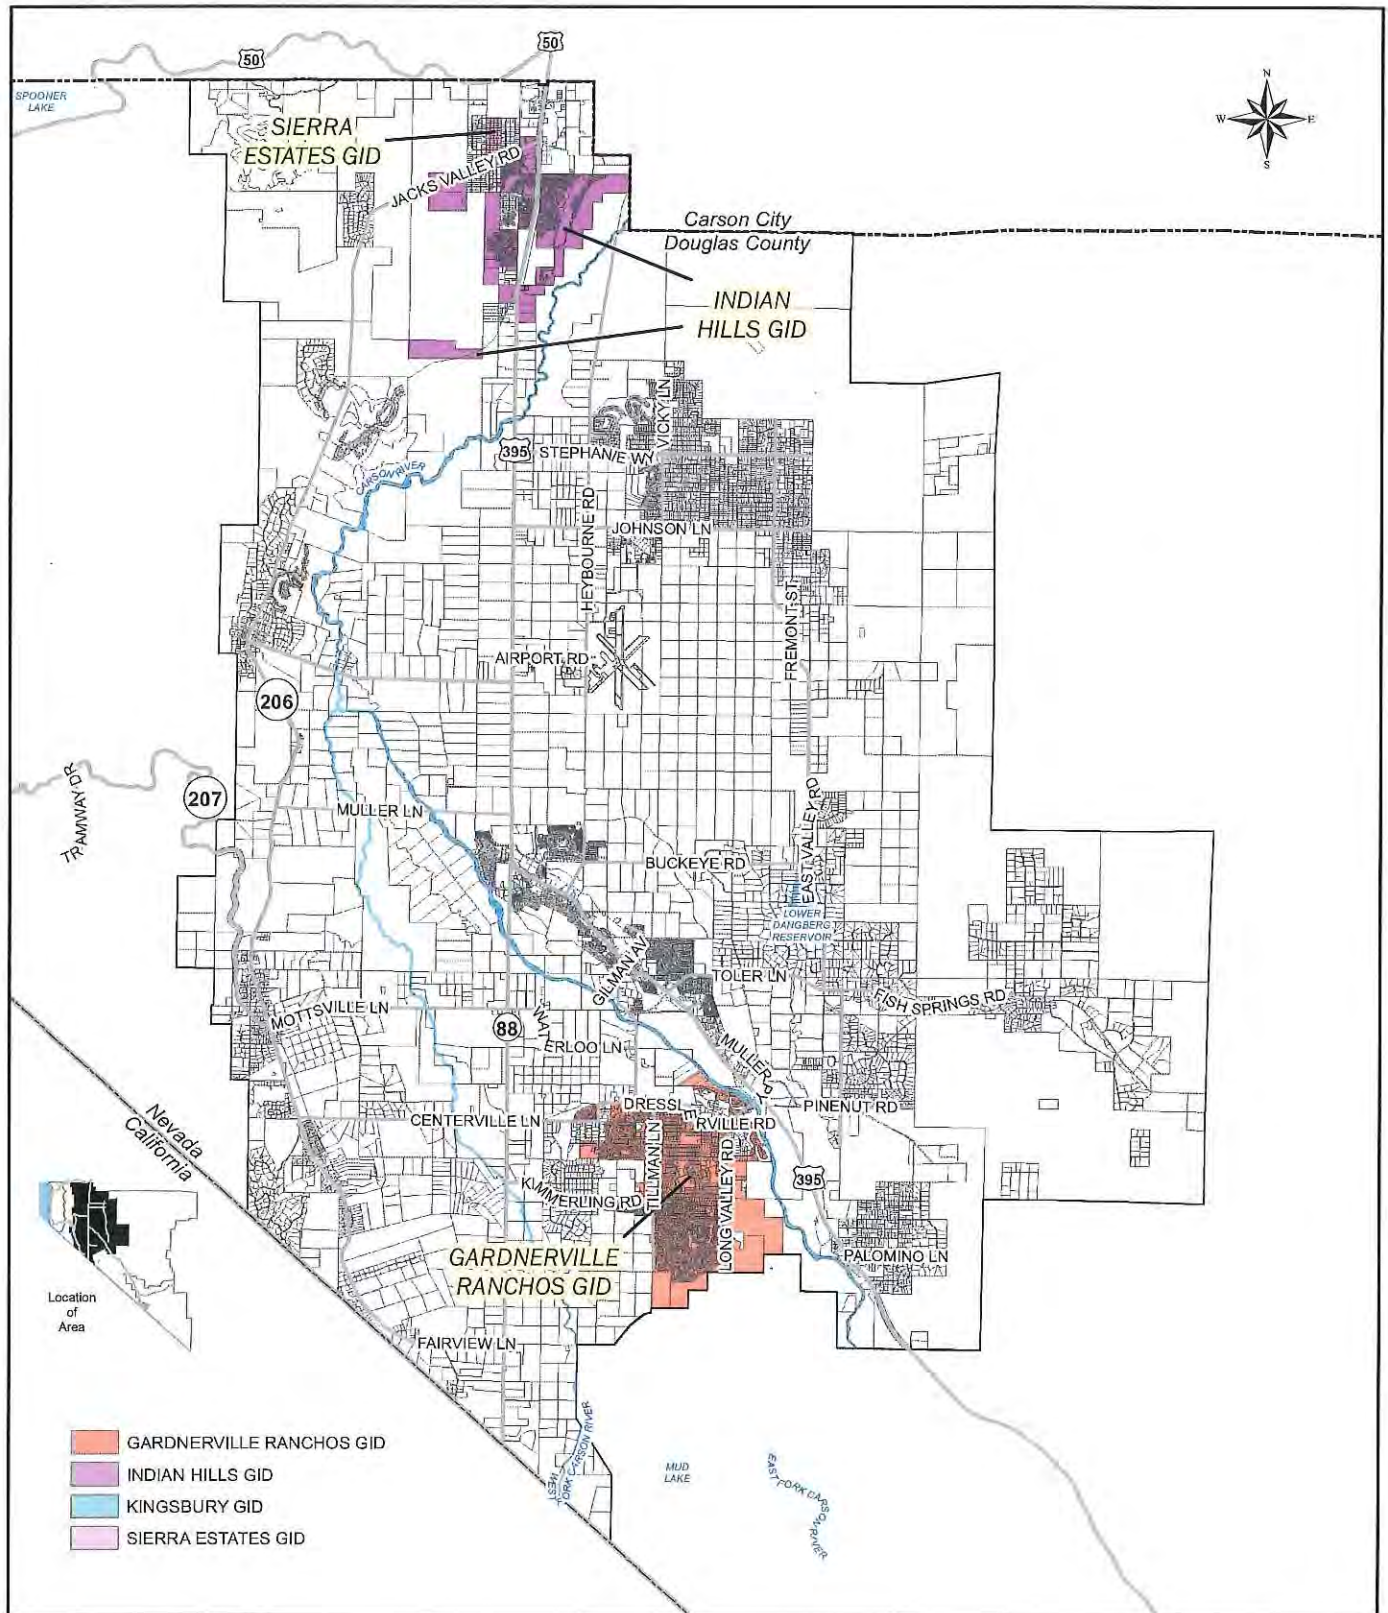 50
50
SPOONER
LAKE
N
W
E
S
SIERRA
ESTATES GID
JACKS VALLEY RD
Carson City
Douglas County
INDIAN
HILLS GID
VICKY LN
395
STEPHANIE WY
CARSON RIVER
HEYBOURNE RD
JOHNSON LN
FREMONT ST
AIRPORT RD
206
TRAMWAY DR
207
MULLER LN
BUCKEYE RD
EAST VALLEY RD
LOWER
DANGBERG
RESERVOIR
GILMAN AV
TOLER LN
FISH SPRINGS RD
MOTTSVILLE LN
88
WATERLOO LN
MULLER PY
DRESSLERVILLE RD
PINENUT RD
CENTERVILLE LN
TILLMAN LN
LONG VALLEY RD
Nevada
California
KIMMERLING RD
395
GARDNERVILLE
RANCHOS GID
PALOMINO LN
Location
of
Area
FAIRVIEW LN
GARDNERVILLE RANCHOS GID
INDIAN HILLS GID
KINGSBURY GID
SIERRA ESTATES GID
WEST FORK CARSON RIVER
MUD
LAKE
EAST FORK CARSON RIVER